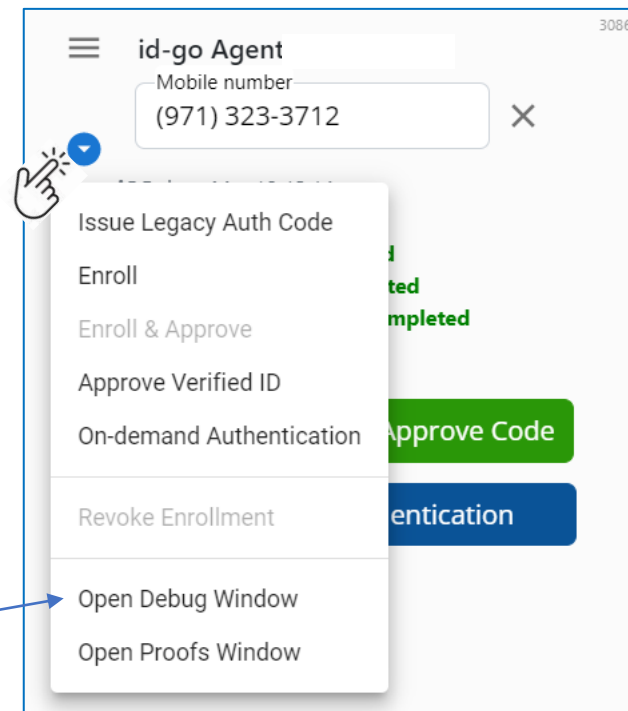 3086
id-go Agent
Mobile number
(971) 323-3712
Issue Legacy Auth Code
Enroll
ted
Enroll & Approve
mpleted
Approve Verified ID
On-demand Authentication
Approve Code
Revoke Enrollment
entication
Open Debug Window
Open Proofs Window